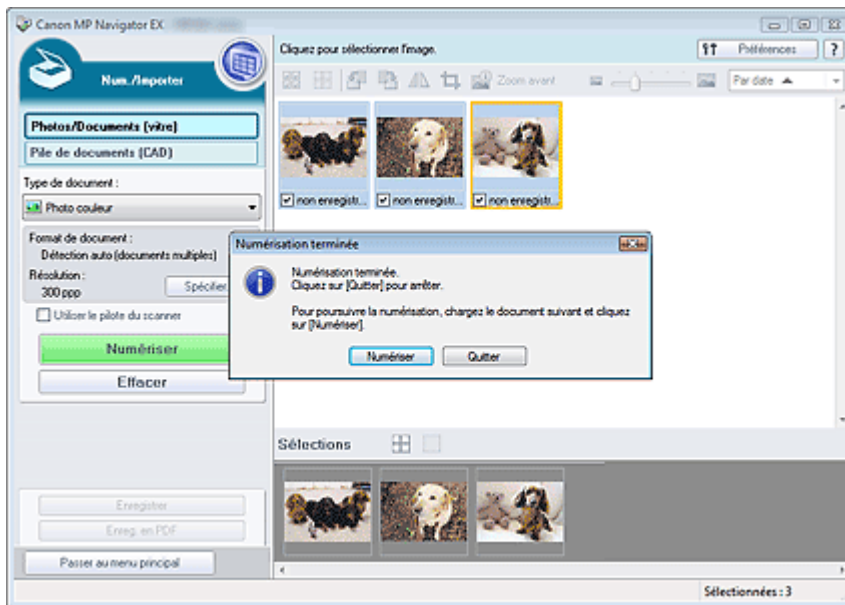 Canon MP Navigator EX
Num./Importer
Photos/Documents (vitre)
Pile de documents (CAD)
Type de document :
Photo couleur
Format de document :
Détection auto (documents multiples)
Résolution :
300 ppp
Spécifier
Utiliser le pilote du scanner
Numériser
Effacer
Enregistrer
Enreg. en PDF
Passer au menu principal
Cliquez pour sélectionner l'image.
Préférences
?
Zoom avant
Par date
non enregistr...
non enregistr...
non enregistr...
Numérisation terminée
Numérisation terminée.
Cliquez sur [Quitter] pour arrêter.
Pour poursuivre la numérisation, chargez le document suivant et cliquez
sur [Numériser].
Numériser
Quitter
Sélections
Sélectionnées : 3